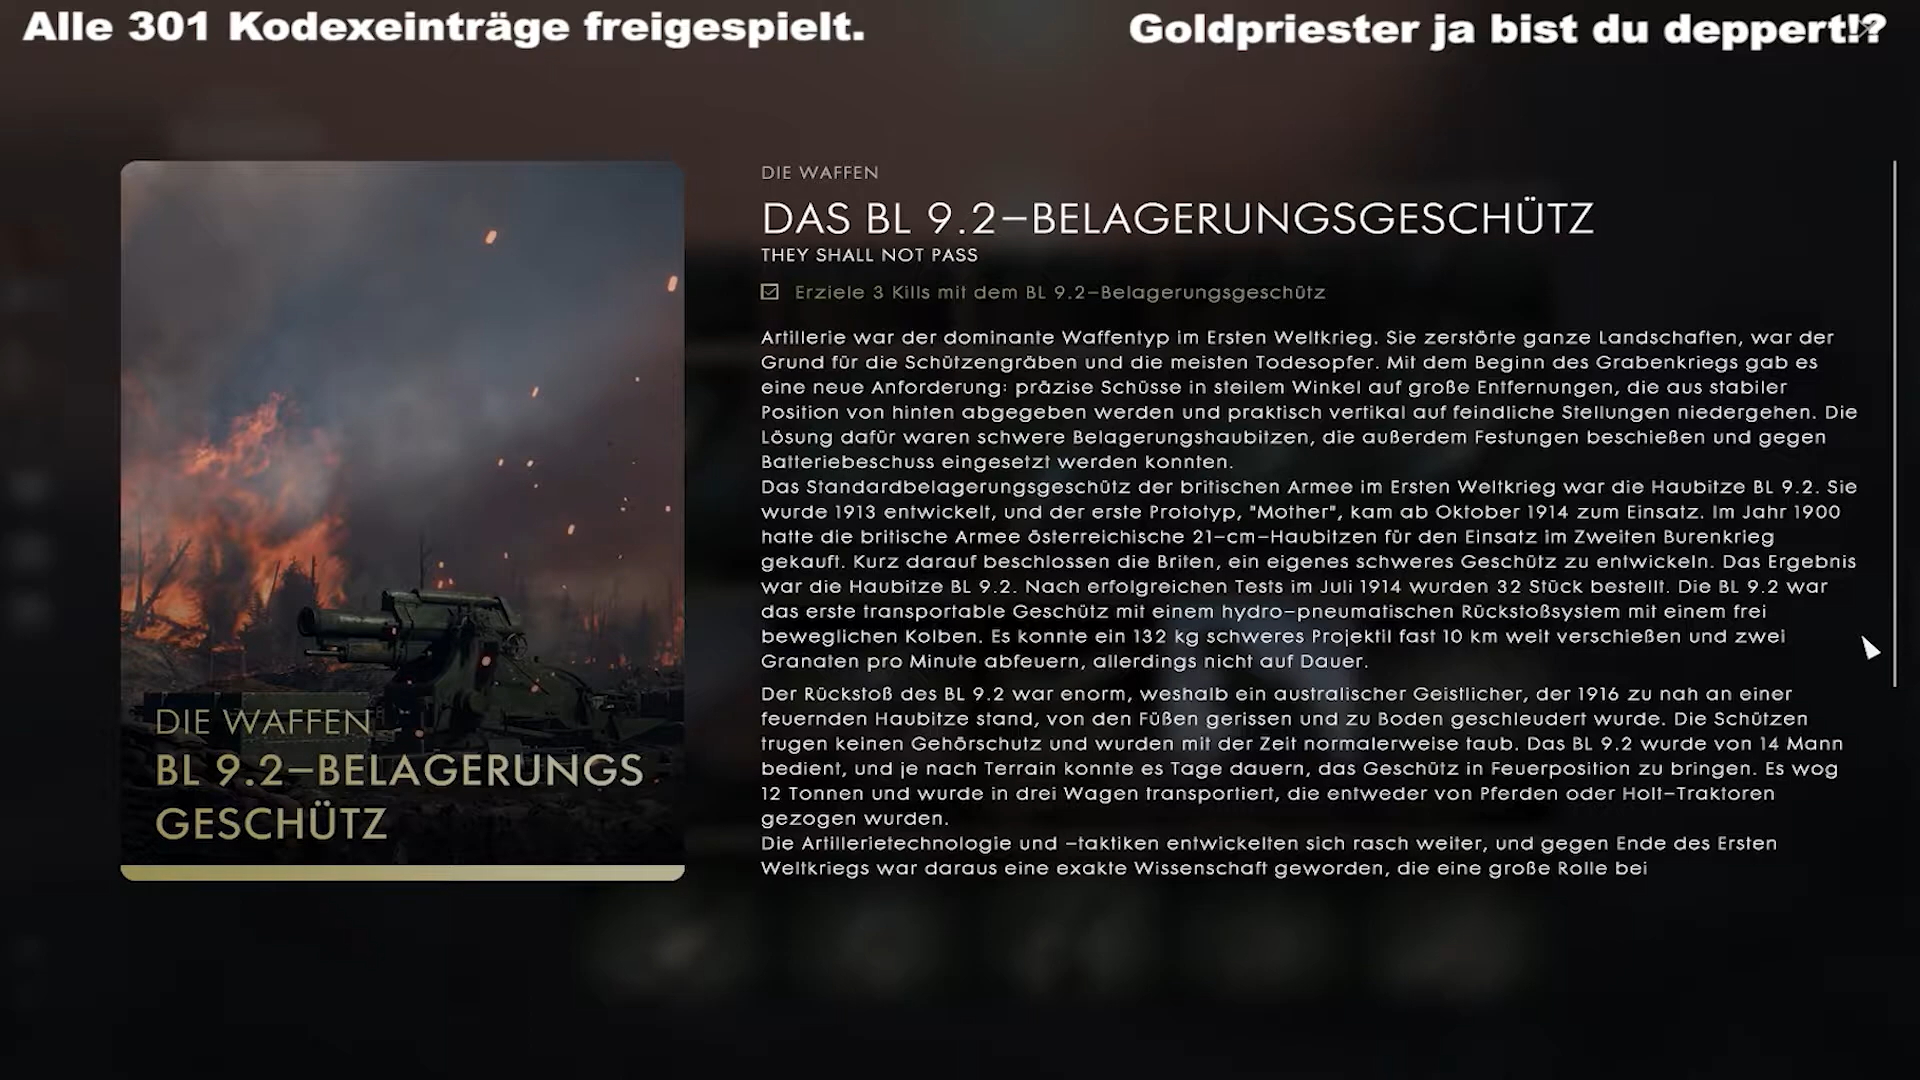 Alle 301 Kodexeinträge freigespielt.
Goldpriester ja bist du deppert!?
DIE WAFFEN
DAS BL 9.2–BELAGERUNGSGESCHÜTZ
THEY SHALL NOT PASS
Erziele 3 Kills mit dem BL 9.2–Belagerungsgeschütz
Artillerie war der dominante Waffentyp im Ersten Weltkrieg. Sie zerstörte ganze Landschaften, war der
Grund für die Schützengräben und die meisten Todesopfer. Mit dem Beginn des Grabenkriegs gab es
eine neue Anforderung: präzise Schüsse in steilem Winkel auf große Entfernungen, die aus stabiler
Position von hinten abgegeben werden und praktisch vertikal auf feindliche Stellungen niedergehen. Die
Lösung dafür waren schwere Belagerungshaubitzen, die außerdem Festungen beschießen und gegen
Batteriebeschuss eingesetzt werden konnten.
Das Standardbelagerungsgeschütz der britischen Armee im Ersten Weltkrieg war die Haubitze BL 9.2. Sie
wurde 1913 entwickelt, und der erste Prototyp, "Mother", kam ab Oktober 1914 zum Einsatz. Im Jahr 1900
hatte die britische Armee österreichische 21–cm–Haubitzen für den Einsatz im Zweiten Burenkrieg
gekauft. Kurz darauf beschlossen die Briten, ein eigenes schweres Geschütz zu entwickeln. Das Ergebnis
war die Haubitze BL 9.2. Nach erfolgreichen Tests im Juli 1914 wurden 32 Stück bestellt. Die BL 9.2 war
das erste transportable Geschütz mit einem hydro–pneumatischen Rückstoßsystem mit einem frei
beweglichen Kolben. Es konnte ein 132 kg schweres Projektil fast 10 km weit verschießen und zwei
Granaten pro Minute abfeuern, allerdings nicht auf Dauer.
Der Rückstoß des BL 9.2 war enorm, weshalb ein australischer Geistlicher, der 1916 zu nah an einer
feuernden Haubitze stand, von den Füßen gerissen und zu Boden geschleudert wurde. Die Schützen
trugen keinen Gehörschutz und wurden mit der Zeit normalerweise taub. Das BL 9.2 wurde von 14 Mann
bedient, und je nach Terrain konnte es Tage dauern, das Geschütz in Feuerposition zu bringen. Es wog
12 Tonnen und wurde in drei Wagen transportiert, die entweder von Pferden oder Holt–Traktoren
gezogen wurden.
Die Artillerietechnologie und –taktiken entwickelten sich rasch weiter, und gegen Ende des Ersten
Weltkriegs war daraus eine exakte Wissenschaft geworden, die eine große Rolle bei
DIE WAFFEN
BL 9.2–BELAGERUNGS
GESCHÜTZ